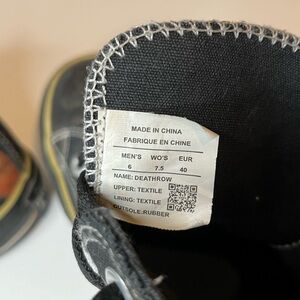 MADE IN CHINA
FABRIQUE EN CHINE
MEN'S WO'S EUR
6 7.5 40
NAME: DEATHROW
UPPER: TEXTILE
LINING: TEXTILE
OUTSOLE: RUBBER